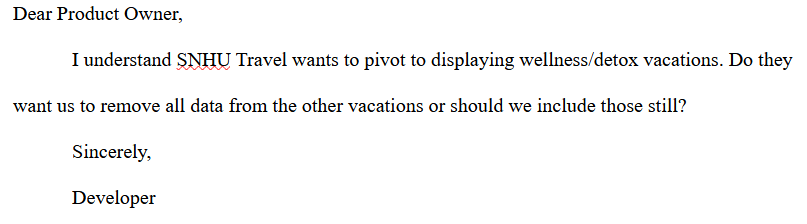 Dear Product Owner,
I understand SNHU Travel wants to pivot to displaying wellness/detox vacations. Do they
want us to remove all data from the other vacations or should we include those still?
Sincerely,
Developer